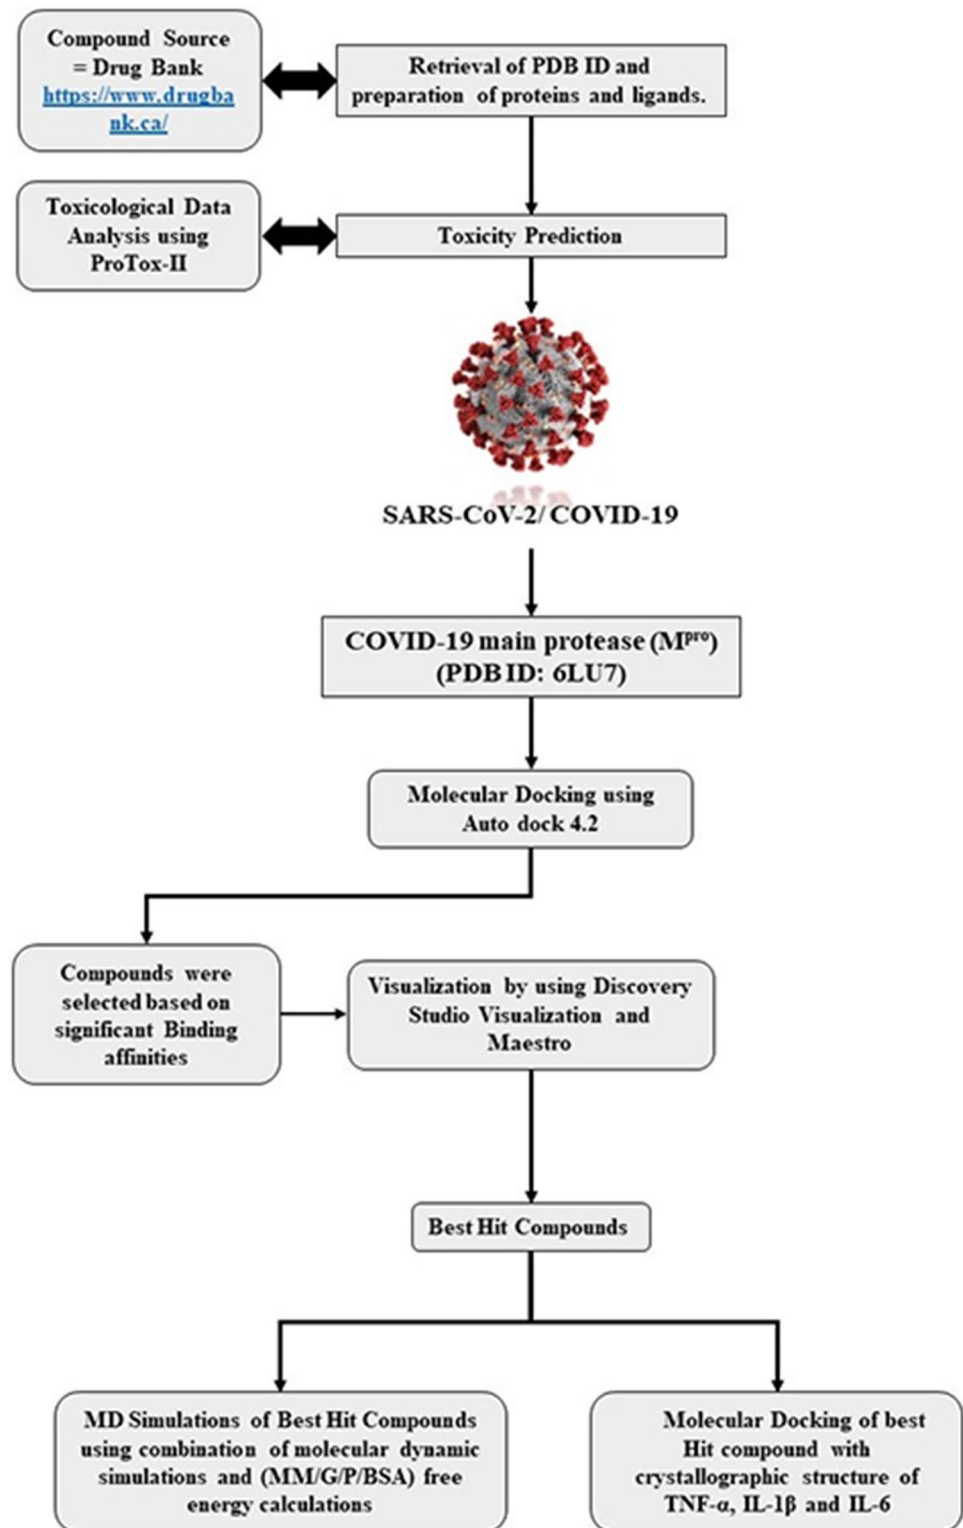 Compound Source
= Drug Bank
https://www.drugba
nk.ca/
Retrieval of PDB ID and
preparation of proteins and ligands.
Toxicological Data
Analysis using
ProTox-II
Toxicity Prediction
SARS-CoV-2/ COVID-19
COVID-19 main protease (Mᵖʳᵒ)
(PDB ID: 6LU7)
Molecular Docking using
Auto dock 4.2
Compounds were
selected based on
significant Binding
affinities
Visualization by using Discovery
Studio Visualization and
Maestro
Best Hit Compounds
MD Simulations of Best Hit Compounds
using combination of molecular dynamic
simulations and (MM/G/P/BSA) free
energy calculations
Molecular Docking of best
Hit compound with
crystallographic structure of
TNF-α, IL-1β and IL-6